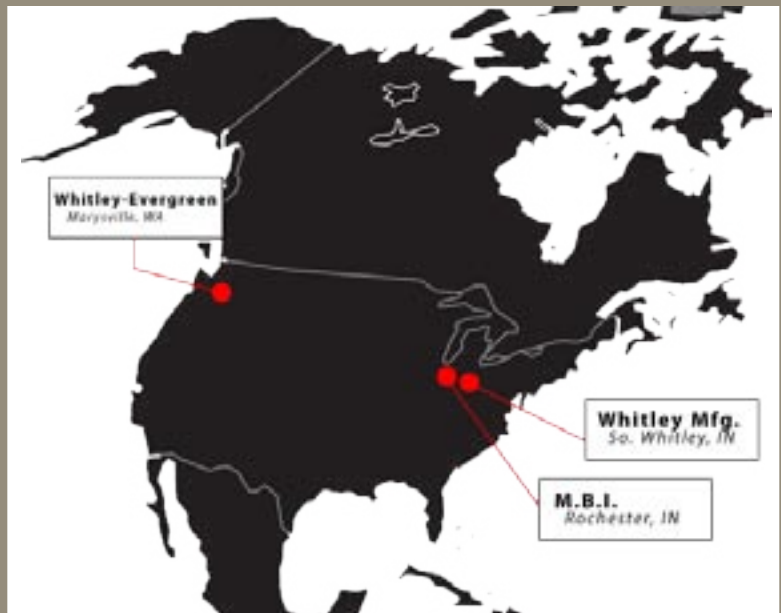 Whitley-Evergreen
Marysville, WA
Whitley Mfg.
So. Whitley, IN
M.B.I.
Rochester, IN